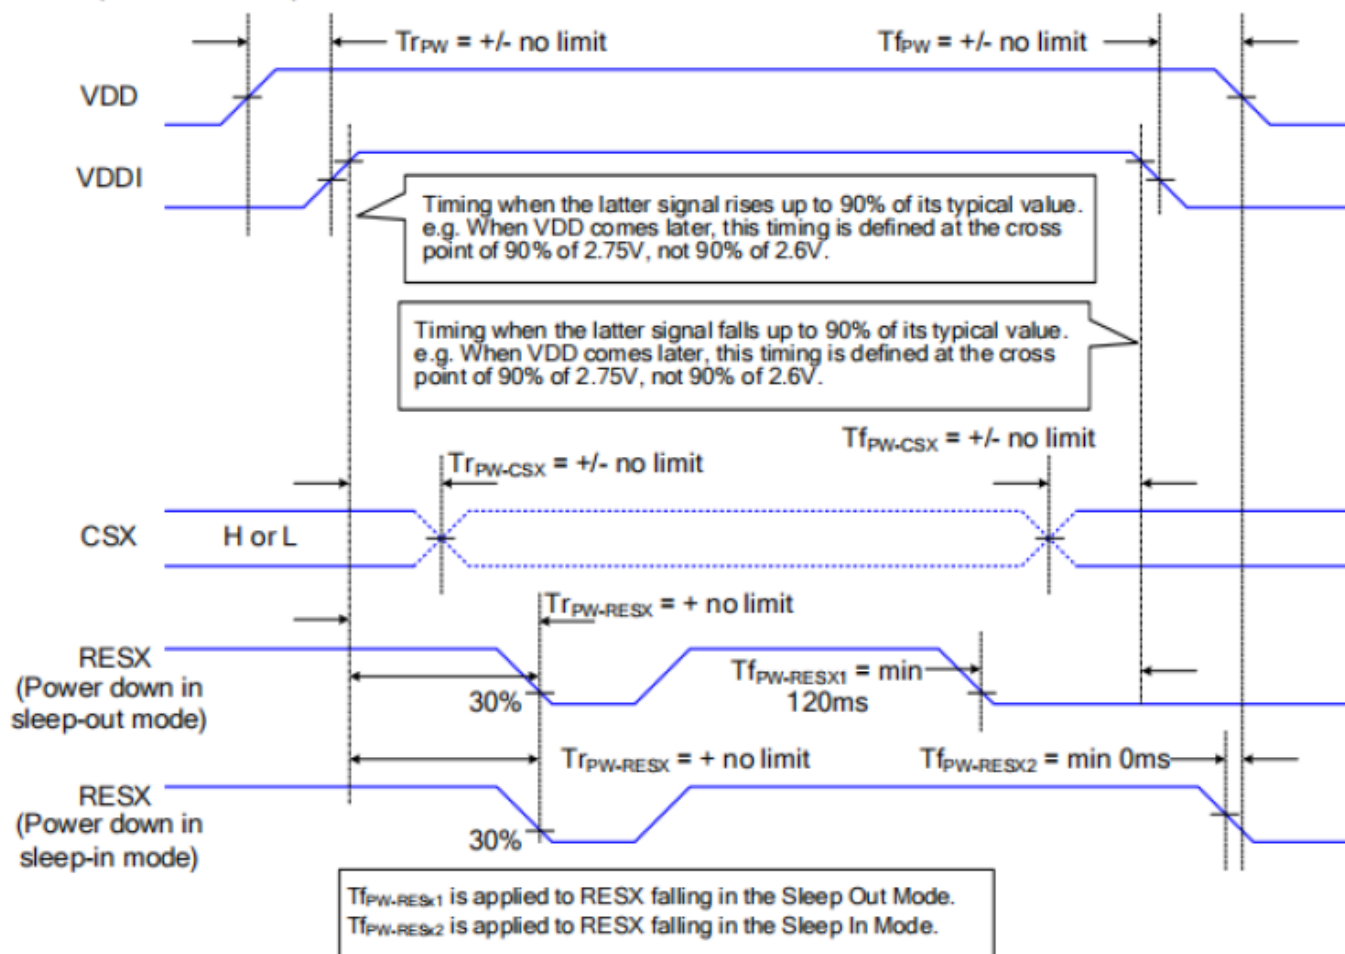 TrPW = +/- no limit
TfPW = +/- no limit
VDD
VDDI
Timing when the latter signal rises up to 90% of its typical value.
e.g. When VDD comes later, this timing is defined at the cross
point of 90% of 2.75V, not 90% of 2.6V.
Timing when the latter signal falls up to 90% of its typical value.
e.g. When VDD comes later, this timing is defined at the cross
point of 90% of 2.75V, not 90% of 2.6V.
TfPW-CSX = +/- no limit
TrPW-CSX = +/- no limit
CSX
H or L
TrPW-RESX = + no limit
RESX
(Power down in
sleep-out mode)
30%
TfPW-RESX1 = min
120ms
TrPW-RESX = + no limit
TfPW-RESX2 = min 0ms
RESX
(Power down in
sleep-in mode)
30%
TfPW-RESx1 is applied to RESX falling in the Sleep Out Mode.
TfPW-RESx2 is applied to RESX falling in the Sleep In Mode.